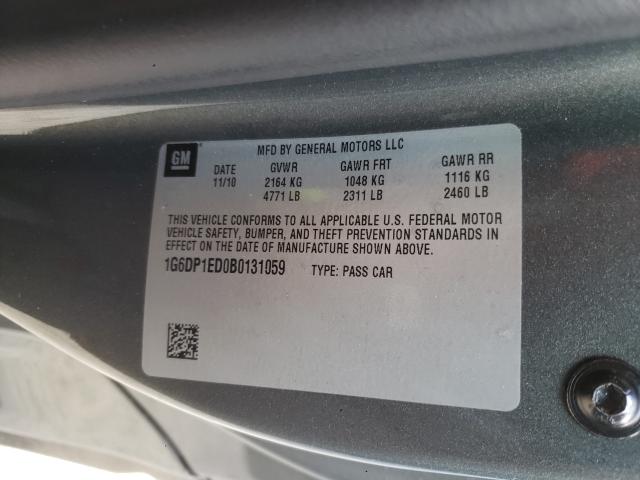 GM
MFD BY GENERAL MOTORS LLC
DATE GVWR GAWR FRT GAWR RR
11/10 2164 KG 1048 KG 1116 KG
4771 LB 2311 LB 2460 LB
THIS VEHICLE CONFORMS TO ALL APPLICABLE U.S. FEDERAL MOTOR
VEHICLE SAFETY, BUMPER, AND THEFT PREVENTION STANDARDS IN
EFFECT ON THE DATE OF MANUFACTURE SHOWN ABOVE.
1G6DP1ED0B0131059 TYPE: PASS CAR